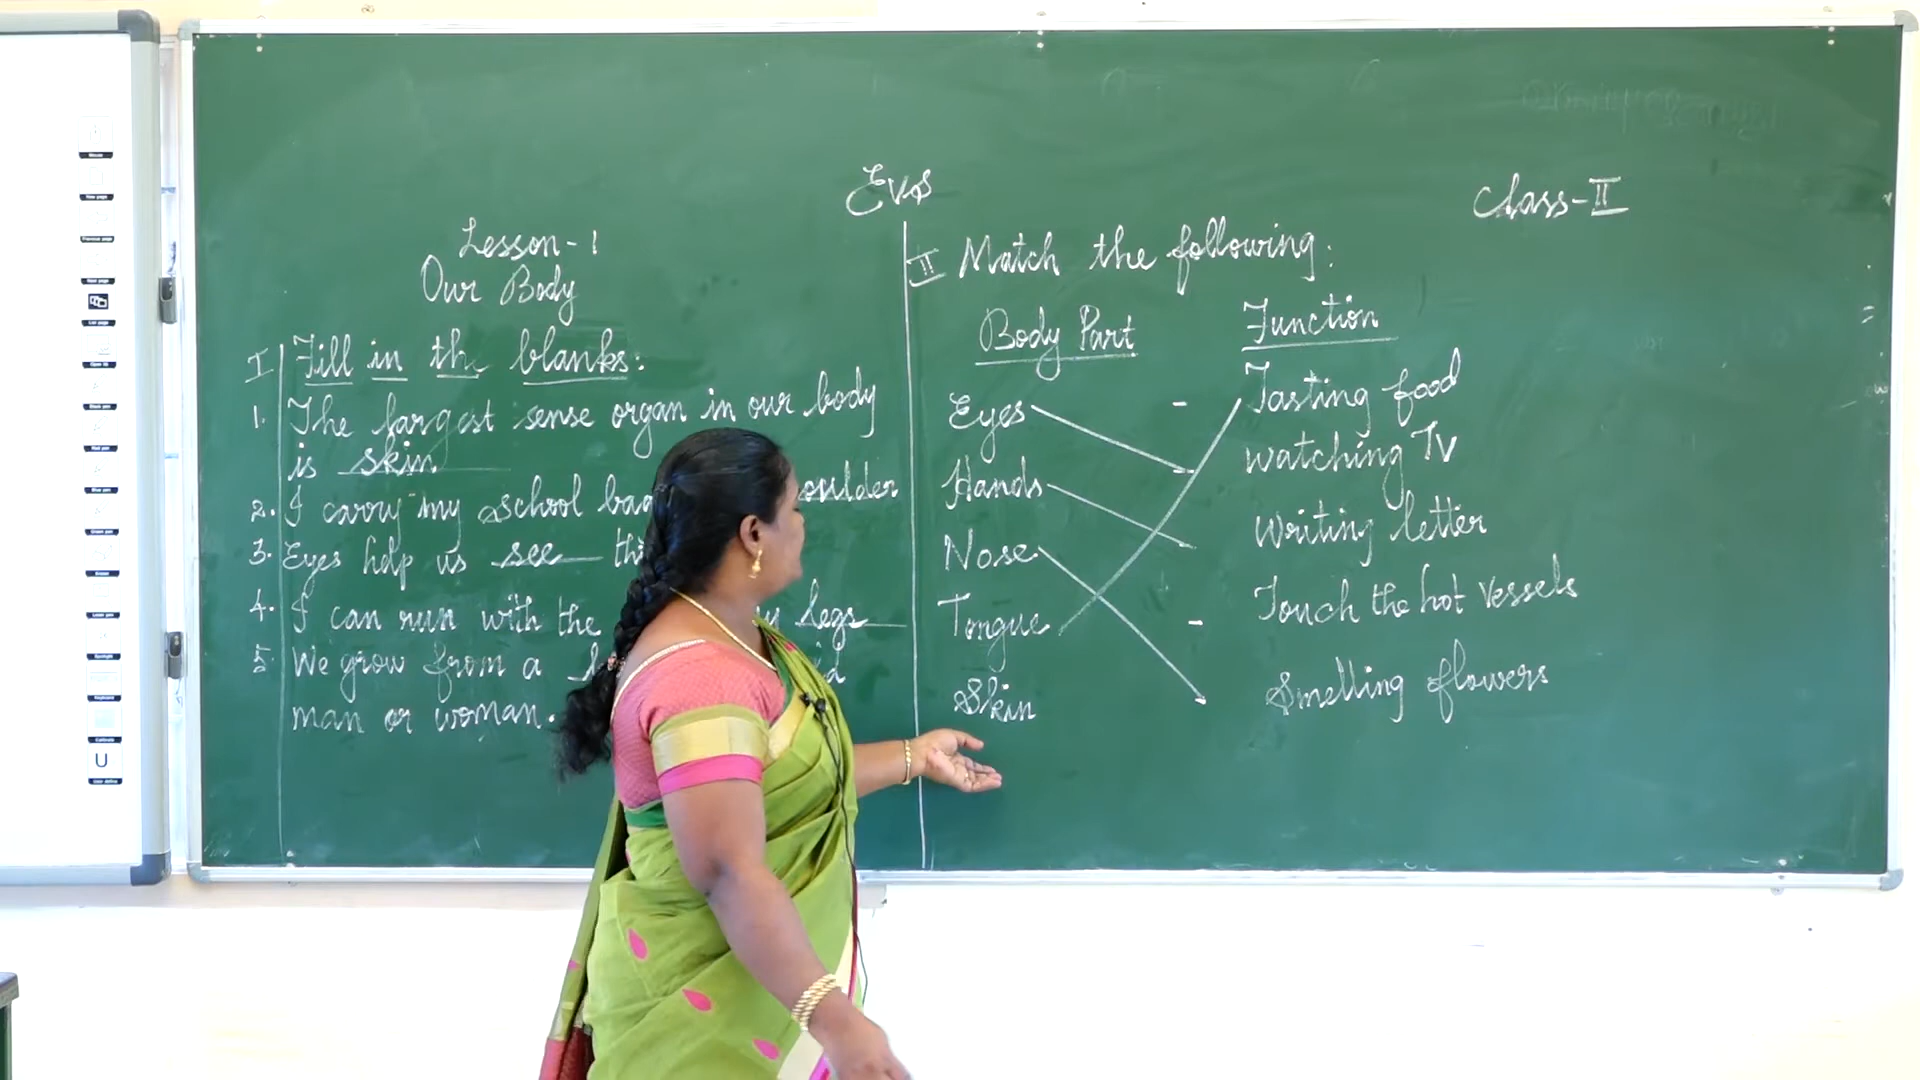 EVS
Class-II
Lesson-1
Our Body
I Fill in the blanks:
1. The largest sense organ in our body
is skin
2. I carry my school bag oulder
3. Eyes help us see thi
4. I can run with the my legs
5. We grow from a
man or woman.
II Match the following:
Body Part Function
Eyes - Tasting food
Hands - watching TV
Nose - Writing letter
Tongue - Touch the hot vessels
Skin Smelling flowers